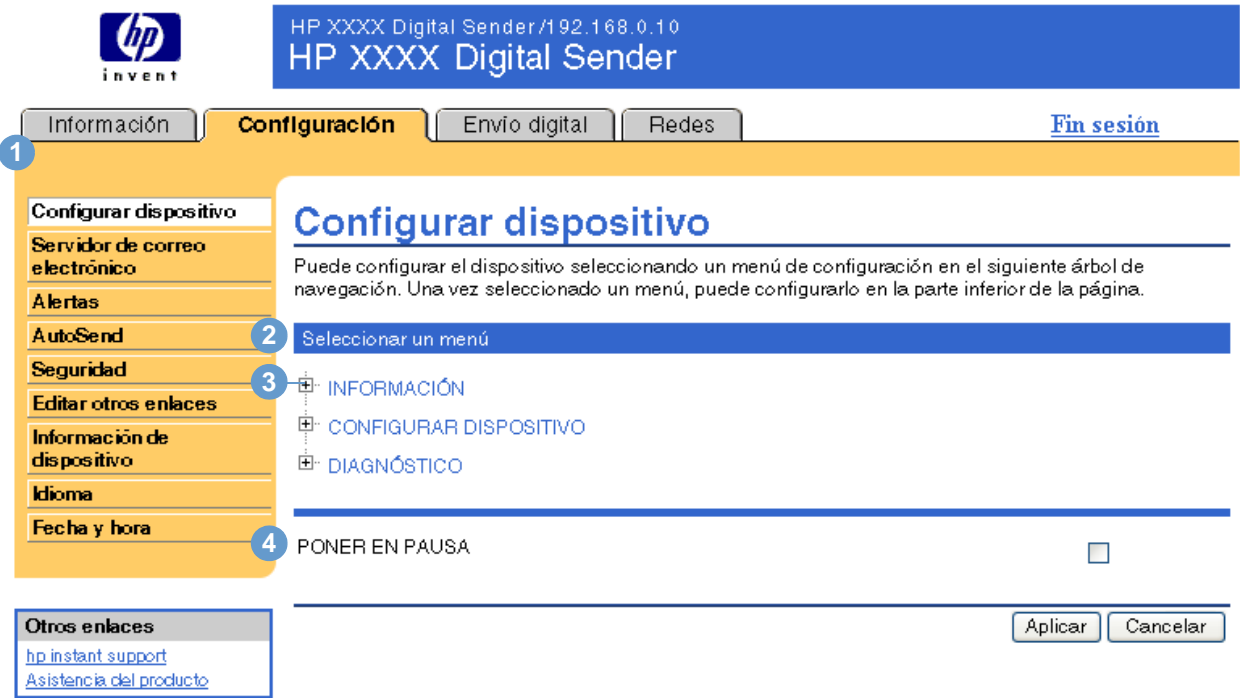 hp
invent
HP XXXX Digital Sender/192.168.0.10
HP XXXX Digital Sender
Información
Configuración
Envío digital
Redes
Fin sesión
1
Configurar dispositivo
Servidor de correo
electrónico
Alertas
AutoSend
Seguridad
Editar otros enlaces
Información de
dispositivo
Idioma
Fecha y hora
Otros enlaces
hp instant support
Asistencia del producto
Configurar dispositivo
Puede configurar el dispositivo seleccionando un menú de configuración en el siguiente árbol de
navegación. Una vez seleccionado un menú, puede configurarlo en la parte inferior de la página.
2
Seleccionar un menú
3
INFORMACIÓN
CONFIGURAR DISPOSITIVO
DIAGNÓSTICO
4
PONER EN PAUSA
Aplicar
Cancelar